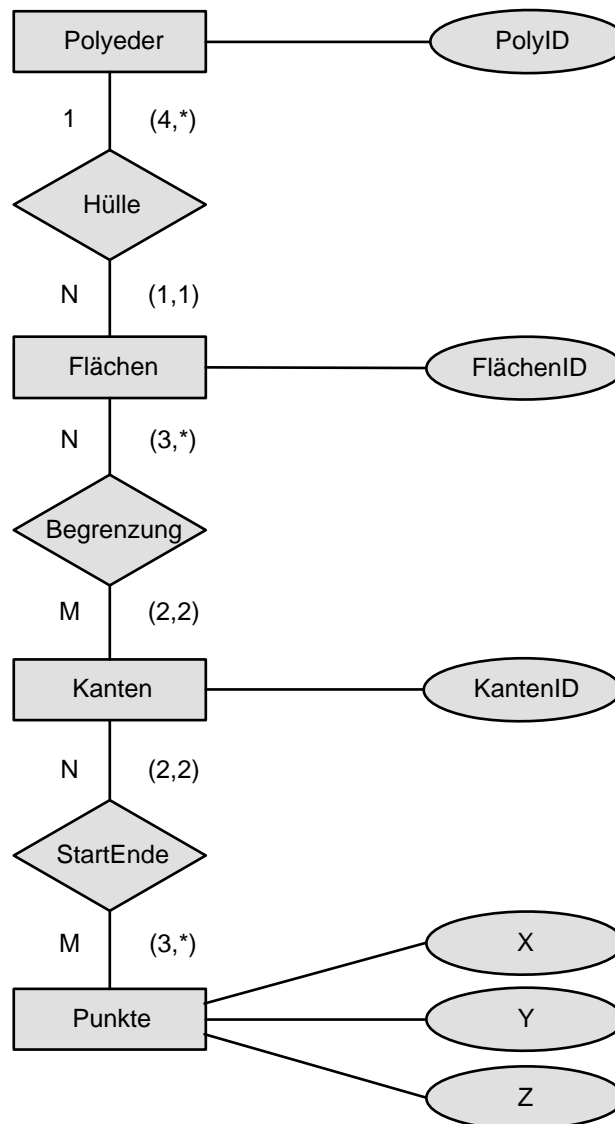 Polyeder PolyID
1 (4,*)
Hülle
N (1,1)
Flächen FlächenID
N (3,*)
Begrenzung
M (2,2)
Kanten KantenID
N (2,2)
StartEnde
M (3,*)
X
Punkte Y
Z